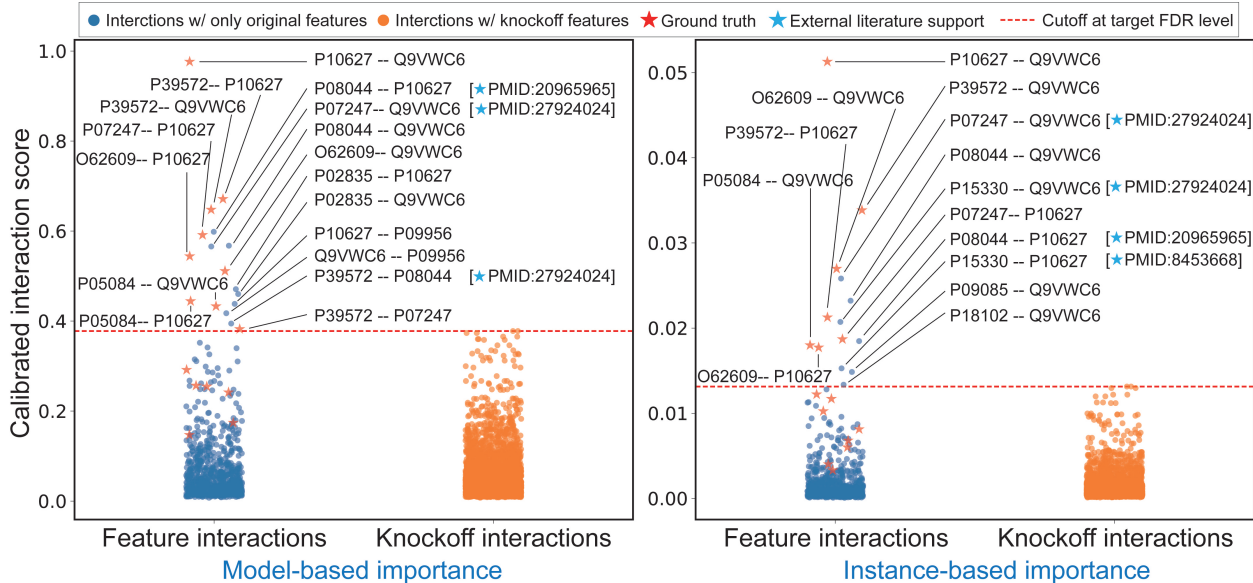 Interctions w/ only original features
Interctions w/ knockoff features
Ground truth
External literature support
Cutoff at target FDR level
Calibrated interaction score
1.0
0.8
0.6
0.4
0.2
0.0
P10627 -- Q9VWC6
P39572-- P10627
P08044 -- P10627 [★PMID:20965965]
P39572-- Q9VWC6
P07247-- Q9VWC6 [★PMID:27924024]
P07247-- P10627
P08044 -- Q9VWC6
O62609-- P10627
O62609-- Q9VWC6
P02835 -- P10627
P02835 -- Q9VWC6
P10627 -- P09956
Q9VWC6 -- P09956
P05084 -- Q9VWC6
P39572 -- P08044 [★PMID:27924024]
P05084-- P10627
P39572 -- P07247
Feature interactions
Knockoff interactions
Model-based importance
0.05
0.04
0.03
0.02
0.01
0.00
P10627 -- Q9VWC6
P39572 -- Q9VWC6
O62609 -- Q9VWC6
P07247 -- Q9VWC6 [★PMID:27924024]
P39572-- P10627
P08044 -- Q9VWC6
P05084 -- Q9VWC6
P15330 -- Q9VWC6 [★PMID:27924024]
P07247-- P10627
P08044 -- P10627 [★PMID:20965965]
P15330 -- P10627 [★PMID:8453668]
P09085 -- Q9VWC6
P18102 -- Q9VWC6
O62609-- P10627
Feature interactions
Knockoff interactions
Instance-based importance